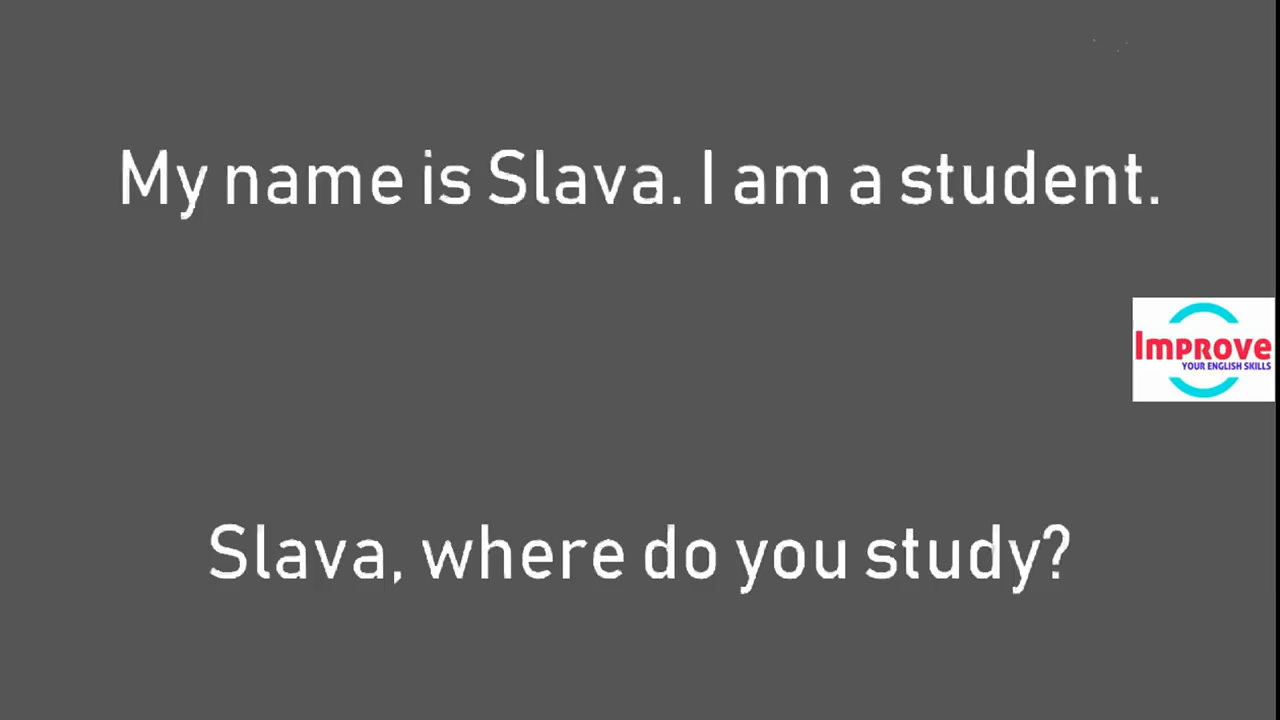 My name is Slava. I am a student.
Improve
YOUR ENGLISH SKILLS
Slava, where do you study?